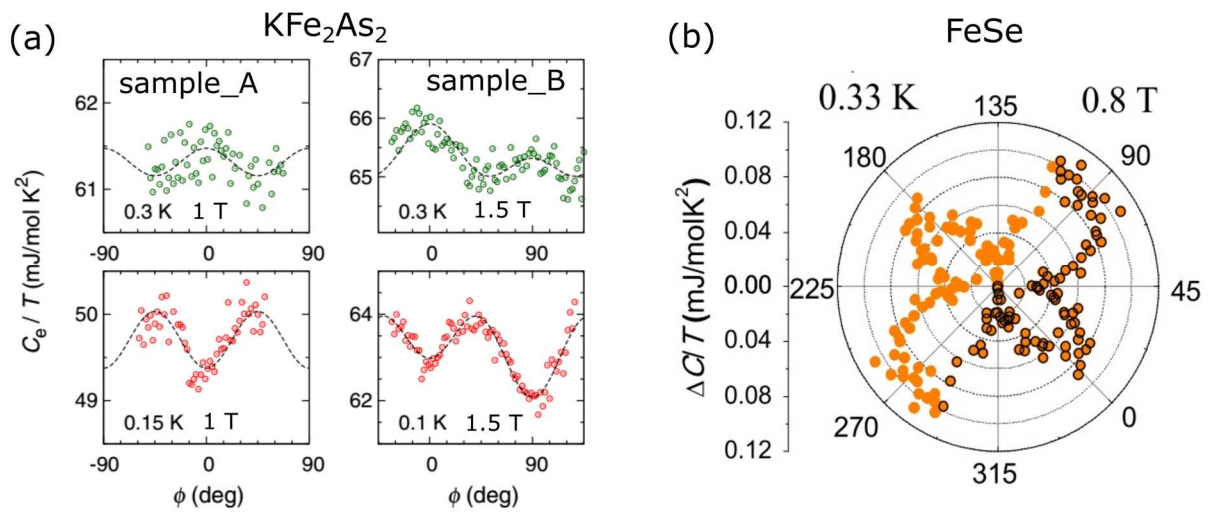 (a)
KFe₂As₂
sample_A
sample_B
62
61
0.3 K 1 T
67
66
65
0.3 K 1.5 T
50
49
0.15 K 1 T
65
64
62
0.1 K 1.5 T
-90 0 90
0 90
Cₑ / T (mJ/mol K²)
ϕ (deg)
ϕ (deg)
(b)
FeSe
0.33 K
0.8 T
135
180
90
225
45
270
0
315
0.12
0.08
0.04
0.00
0.04
0.08
0.12
ΔC/T (mJ/molK²)